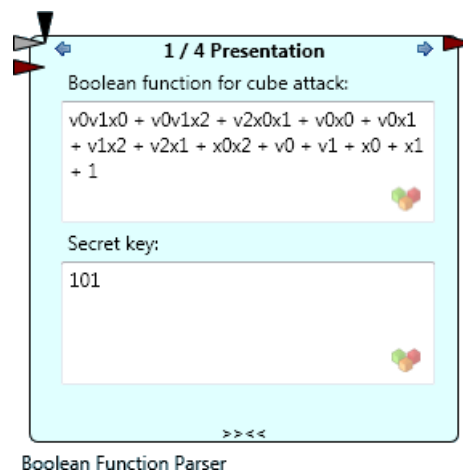 1 / 4 Presentation
Boolean function for cube attack:
v0v1x0 + v0v1x2 + v2x0x1 + v0x0 + v0x1
+ v1x2 + v2x1 + x0x2 + v0 + v1 + x0 + x1
+ 1
Secret key:
101
>><<
Boolean Function Parser